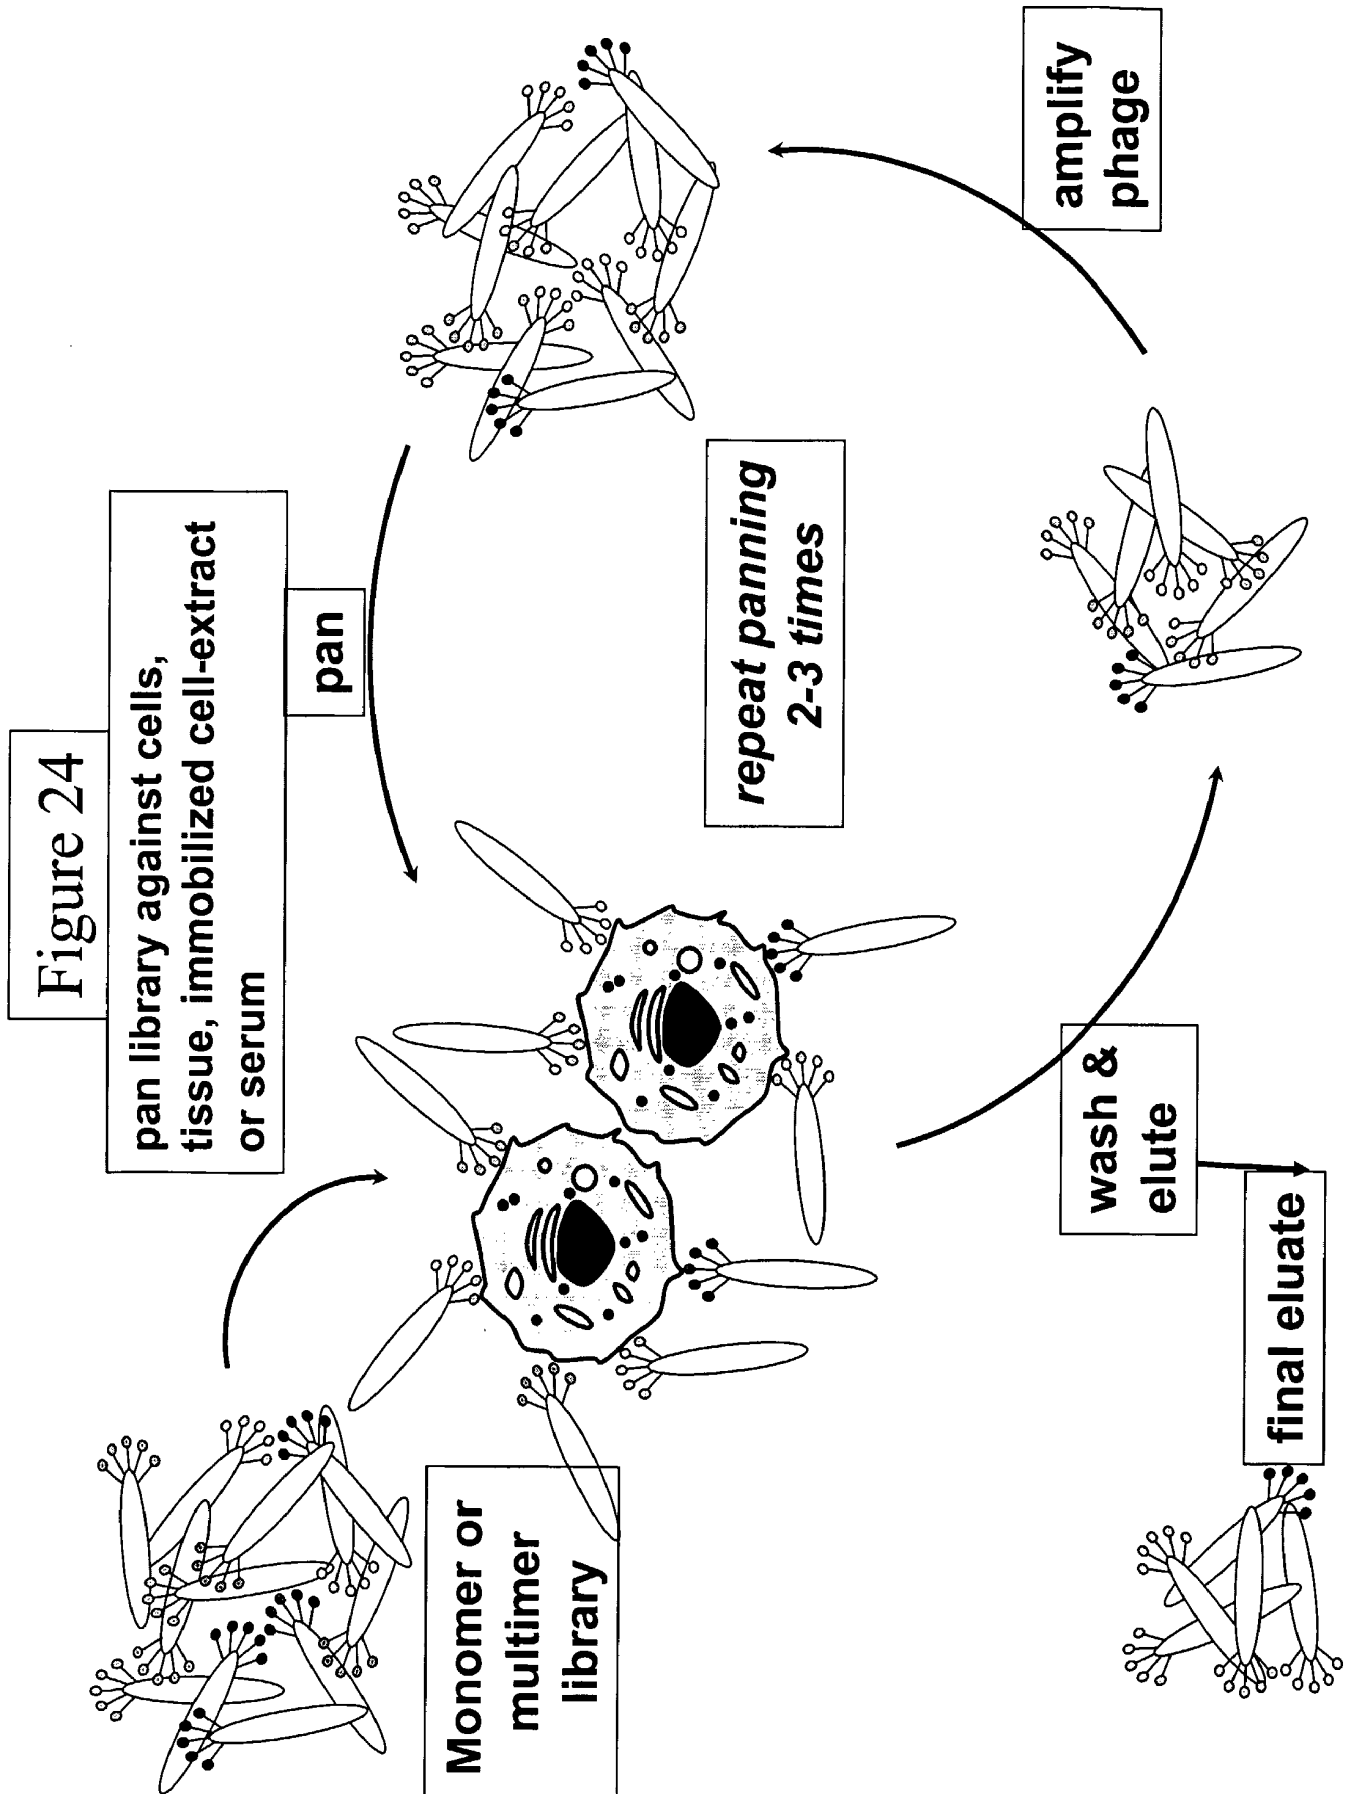 Figure 24
pan library against cells,
tissue, immobilized cell-extract
or serum
pan
Monomer or
multimer
library
repeat panning
2-3 times
amplify
phage
wash &
elute
final eluate